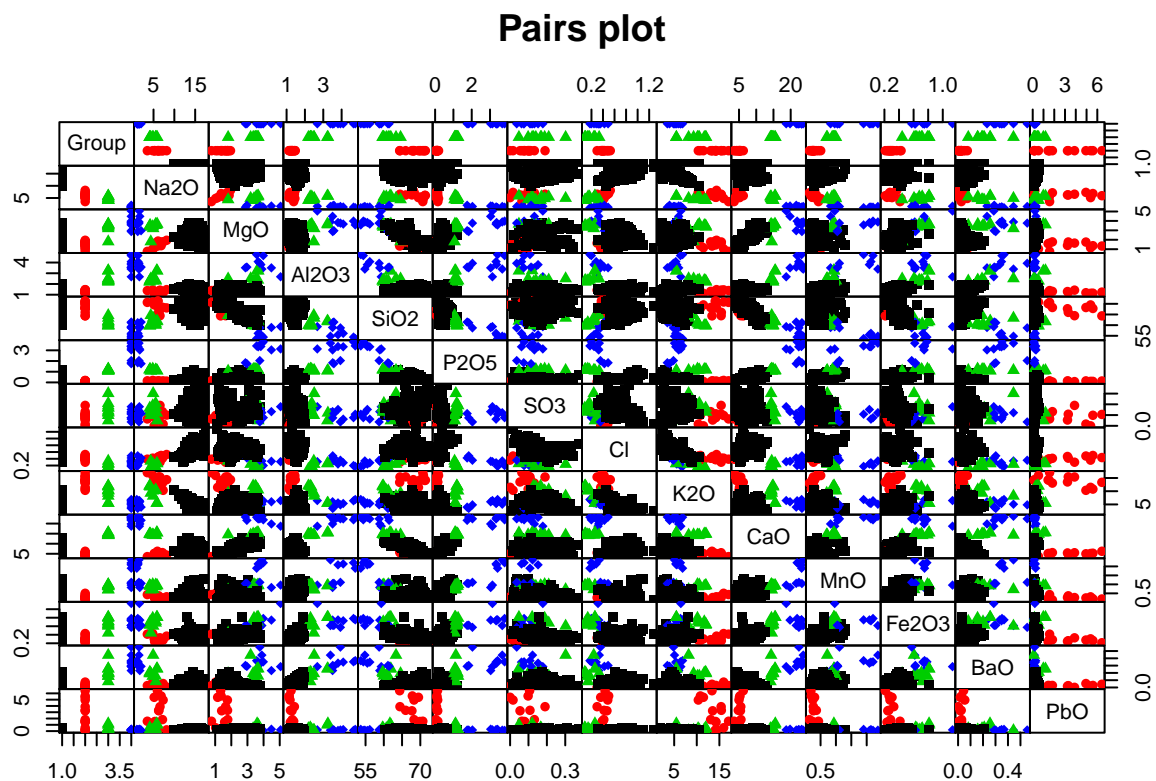 Pairs plot
5 15 1 3 0 2 0.2 1.2 5 20 0.2 1.0 0 3 6
Group
1.0
5 Na2O
MgO 1 5
1 4 Al2O3
SiO2 55
0 3 P2O5
SO3 0.0
0.2 Cl
K2O 5
5 CaO
MnO 0.5
0.2 Fe2O3
BaO 0.0
0 5 PbO
1.0 3.5 1 3 5 55 70 0.0 0.3 5 15 0.5 0.0 0.4